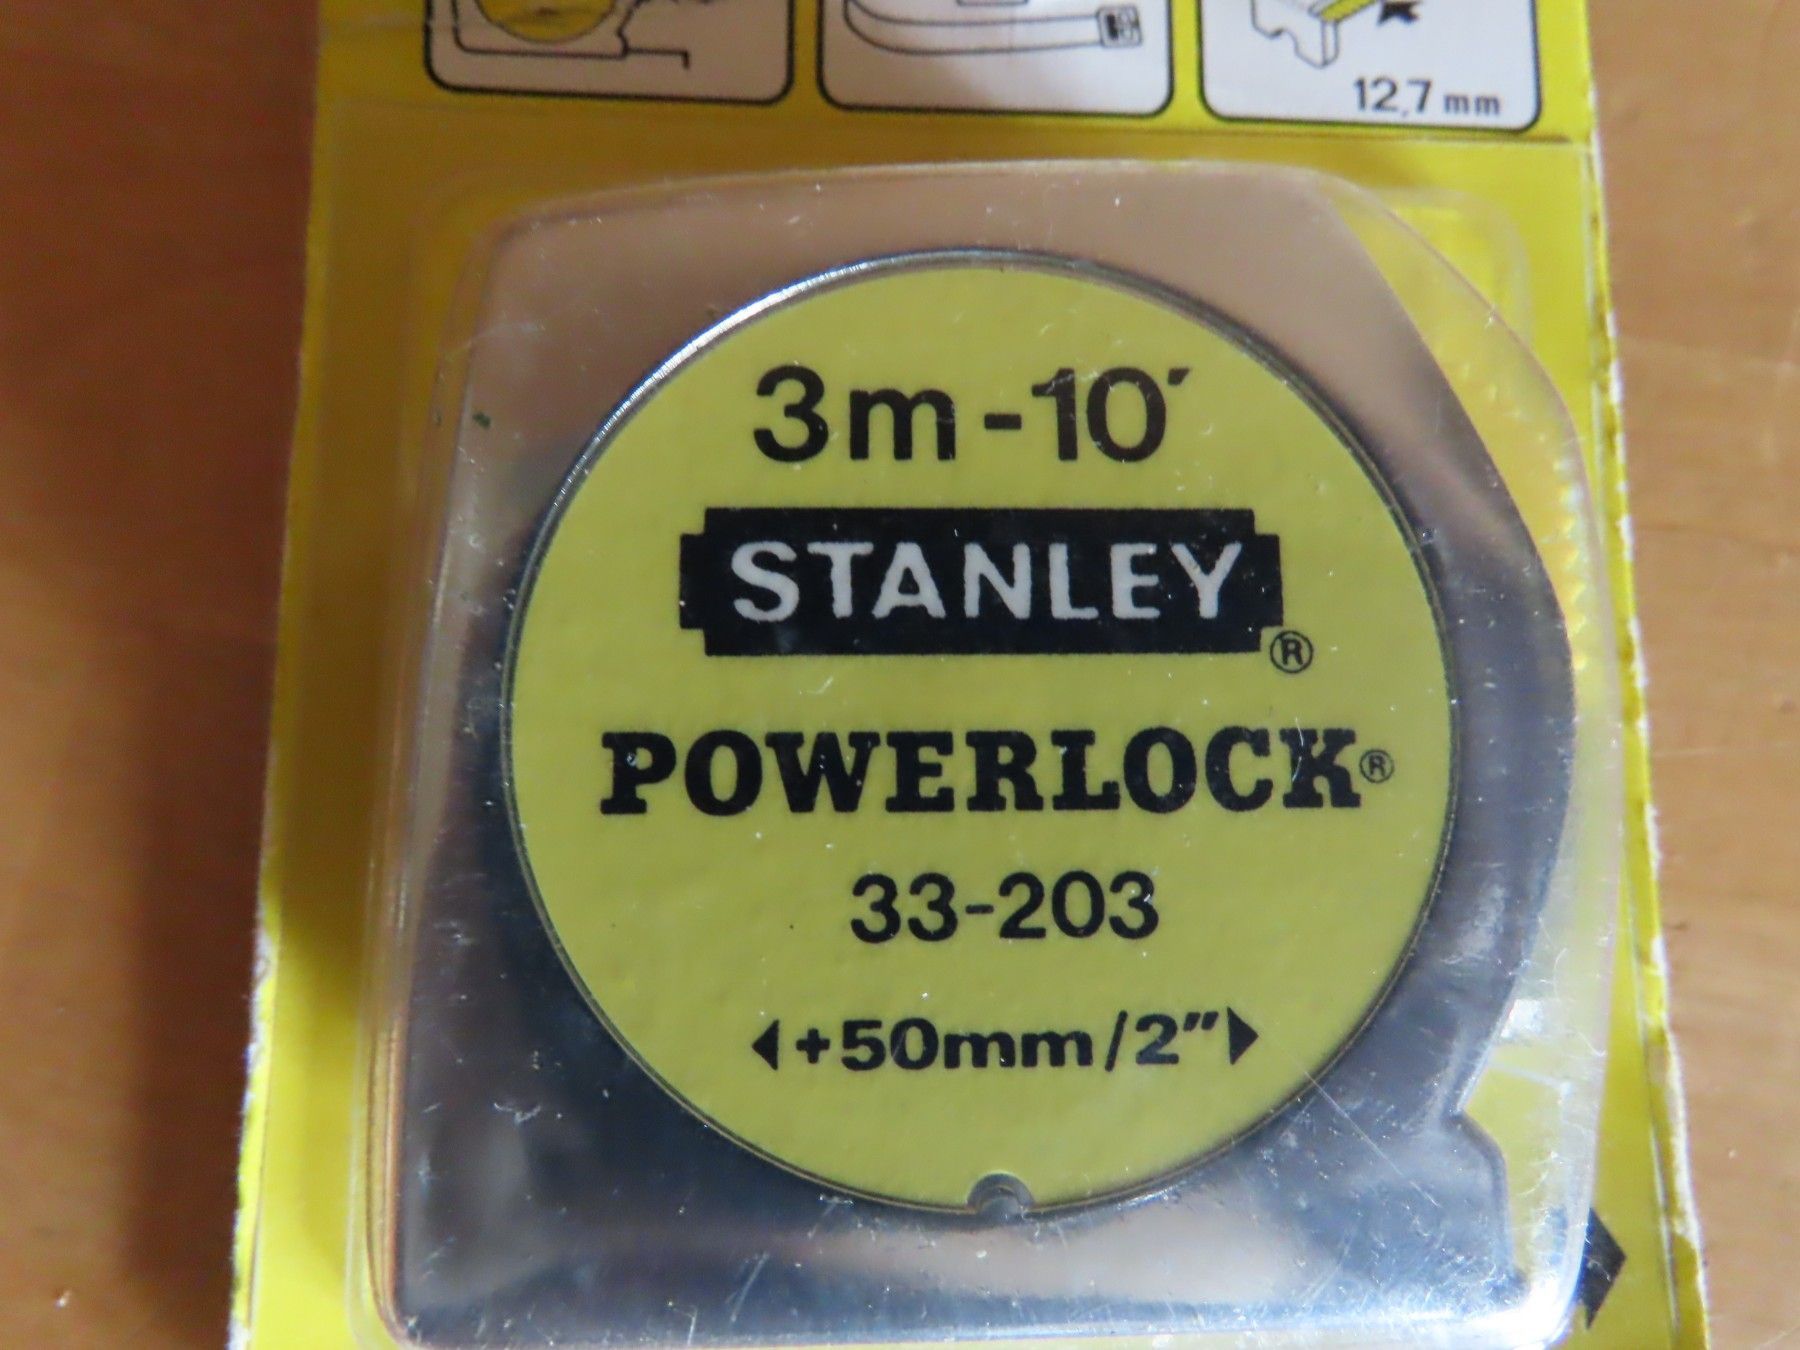 12,7 mm
3m-10'
STANLEY®
POWERLOCK®
33-203
◄+50mm/2"►